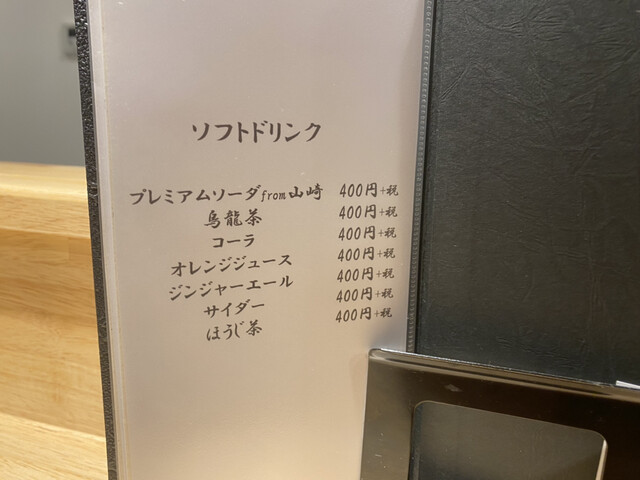 ソフトドリンク
プレミアムソーダfrom山崎 400円+税
烏龍茶 400円+税
コーラ 400円+税
オレンジジュース 400円+税
ジンジャーエール 400円+税
サイダー 400円+税
ほうじ茶 400円+税